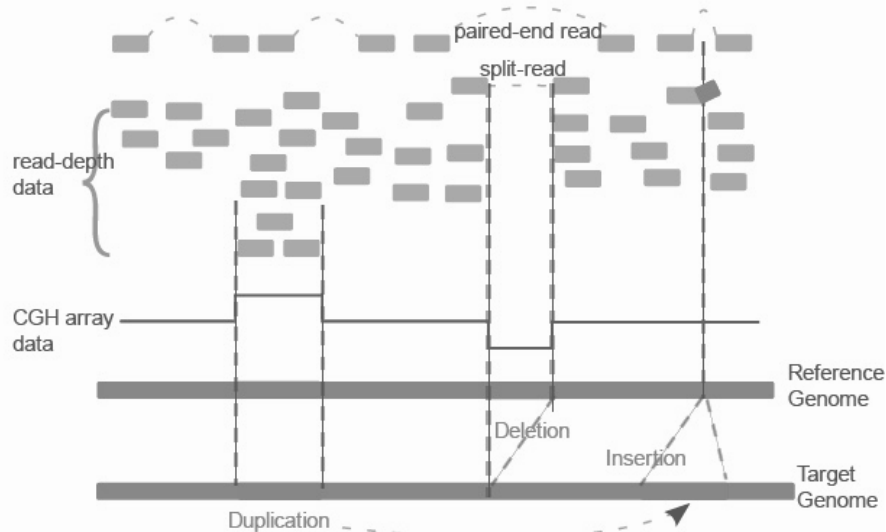 paired-end read
split-read
read-depth
data
CGH array
data
Reference
Genome
Deletion
Insertion
Target
Genome
Duplication